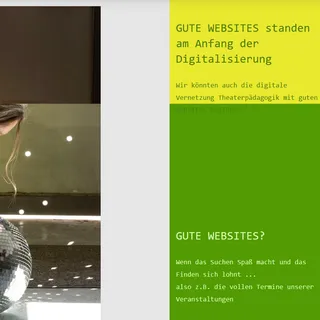 GUTE WEBSITES standen
am Anfang der
Digitalisierung
Wir könnten auch die digitale
Vernetzung Theaterpädagogik mit guten
GUTE WEBSITES?
Wenn das Suchen Spaß macht und das
Finden sich lohnt ...
also z.B. die vollen Termine unserer
Veranstaltungen